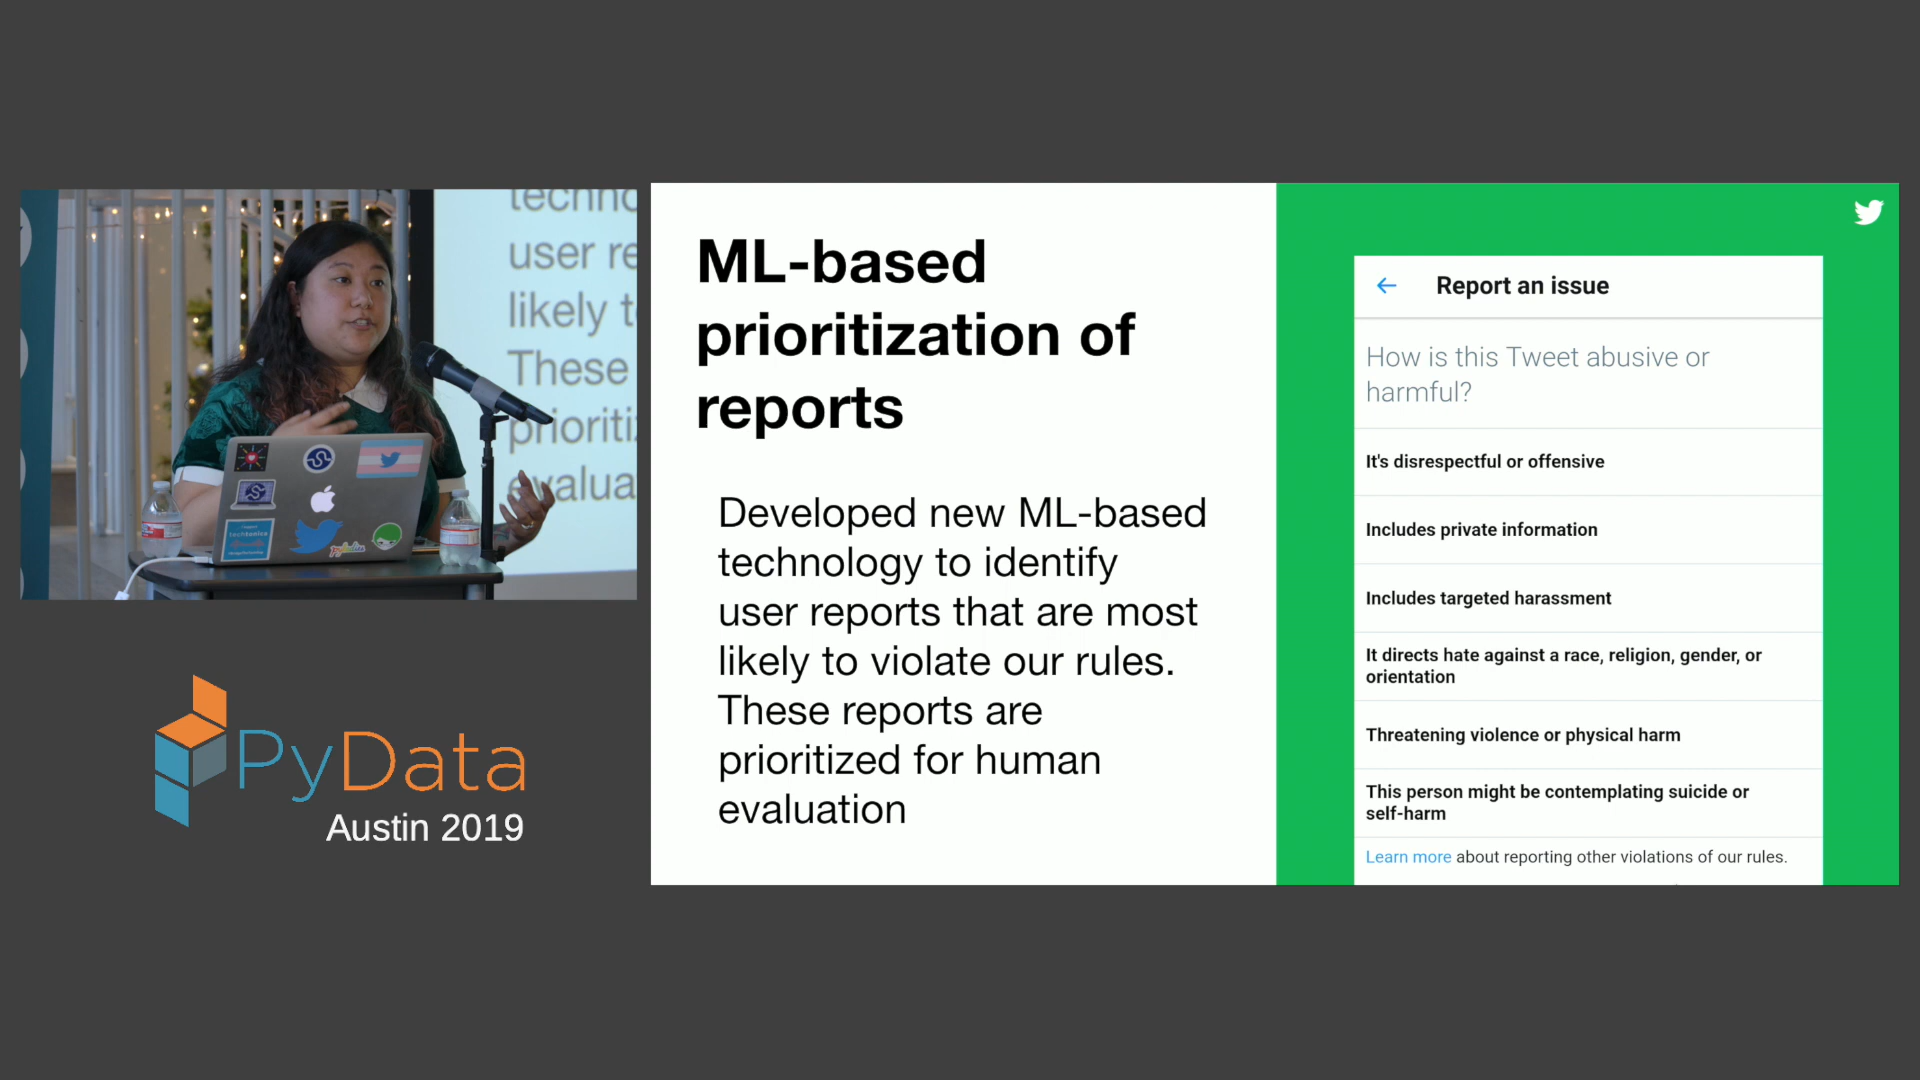 techno
user re
likely t
These
prioriti
evalua
techtonica
PyData
Austin 2019
ML-based
prioritization of
reports
Developed new ML-based
technology to identify
user reports that are most
likely to violate our rules.
These reports are
prioritized for human
evaluation
Report an issue
How is this Tweet abusive or
harmful?
It's disrespectful or offensive
Includes private information
Includes targeted harassment
It directs hate against a race, religion, gender, or
orientation
Threatening violence or physical harm
This person might be contemplating suicide or
self-harm
Learn more about reporting other violations of our rules.